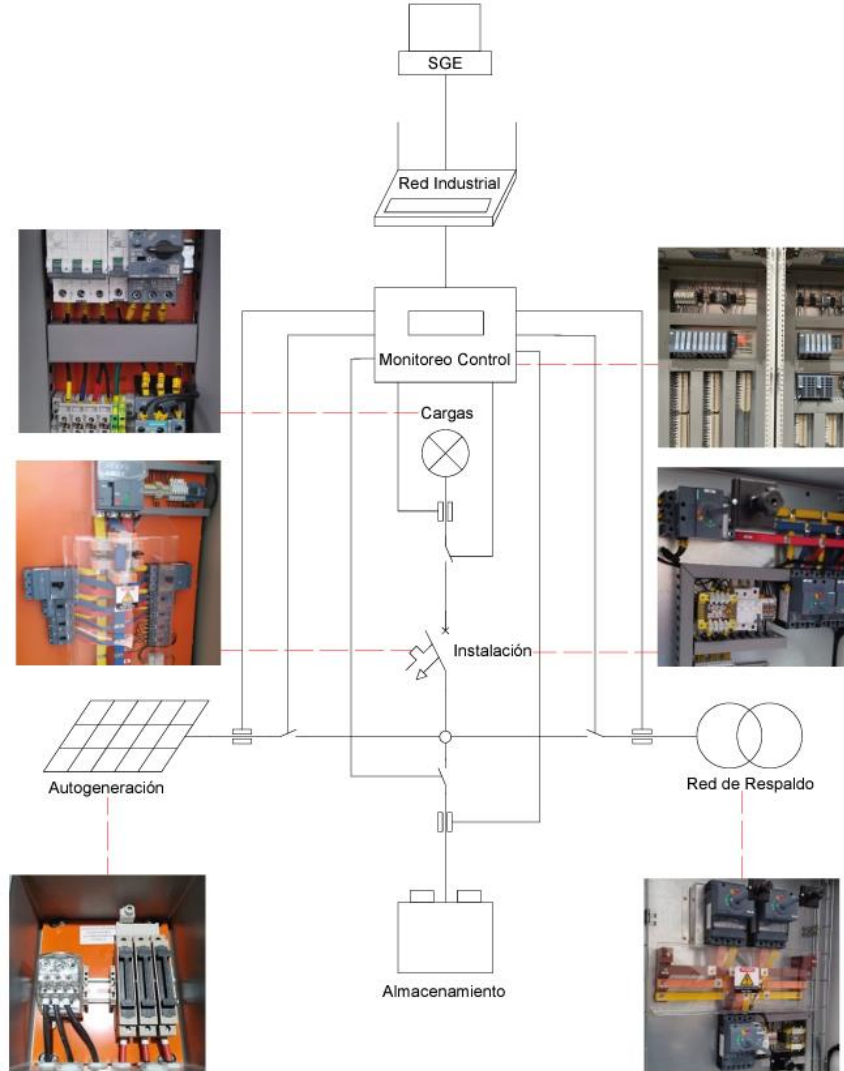 SGE
Red Industrial
Monitoreo Control
Cargas
Instalación
Autogeneración
Red de Respaldo
Almacenamiento